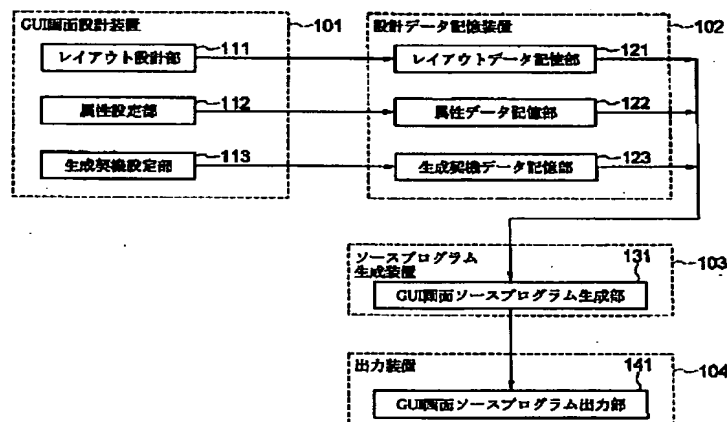 GUI画面設計装置
101
レイアウト設計部
111
属性設定部
112
生成契機設定部
113
設計データ記憶装置
102
レイアウトデータ記憶部
121
属性データ記憶部
122
生成契機データ記憶部
123
ソースプログラム
生成装置
131
103
GUI画面ソースプログラム生成部
出力装置
141
104
GUI画面ソースプログラム出力部